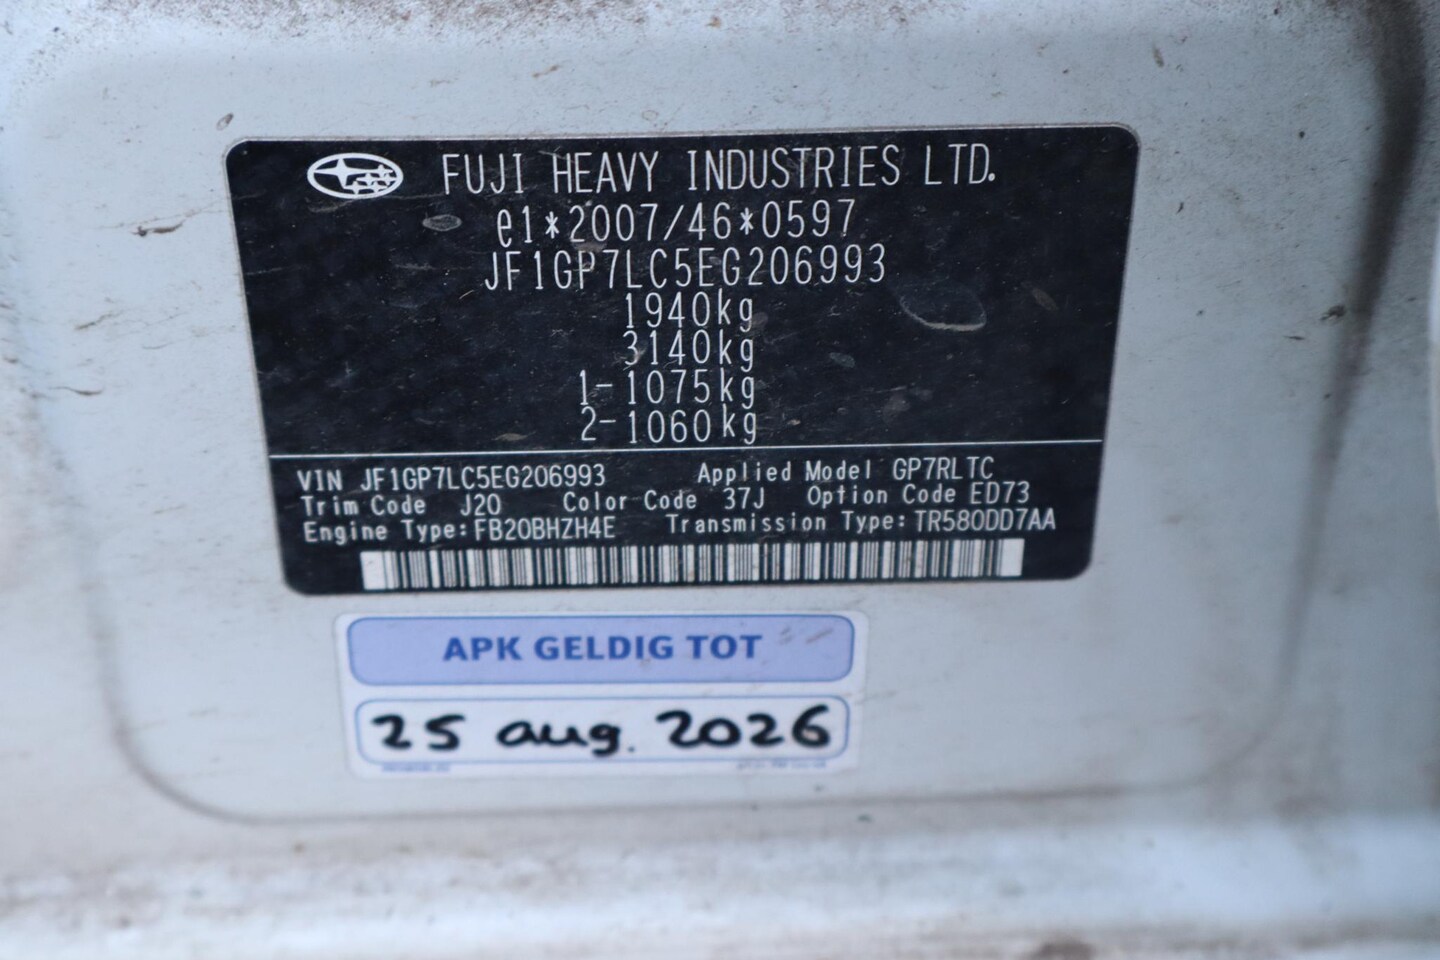 FUJI HEAVY INDUSTRIES LTD.
e1*2007/46*0597
JF1GP7LC5EG206993
1940kg
3140kg
1-1075kg
2-1060kg
VIN JF1GP7LC5EG206993 Applied Model GP7RLTC
Trim Code J20 Color Code 37J Option Code ED73
Engine Type: FB20BHZH4E Transmission Type: TR580DD7AA
APK GELDIG TOT
25 aug. 2026